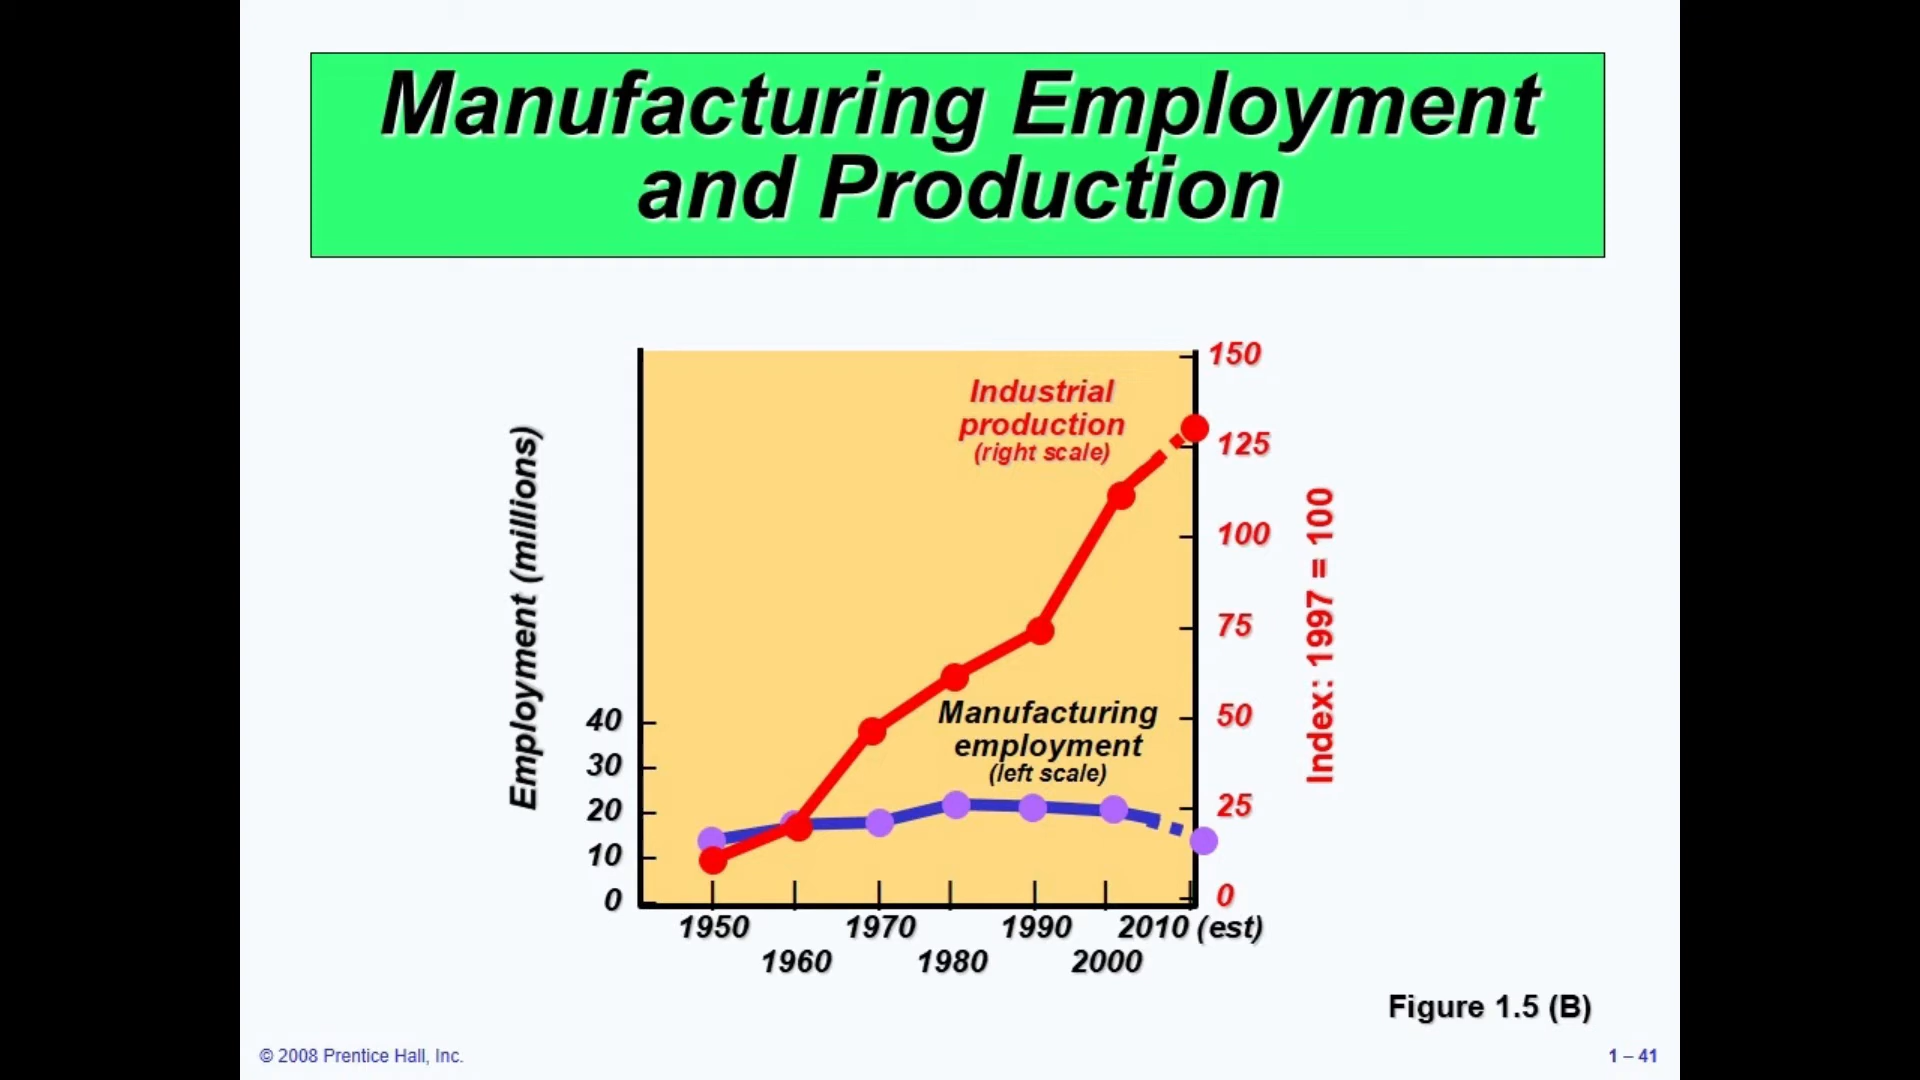 Manufacturing Employment
and Production
Employment (millions)
40
30
20
10
0
Industrial
production
(right scale)
Manufacturing
employment
(left scale)
150
125
100
75
50
25
0
Index: 1997 = 100
1950
1960
1970
1980
1990
2000
2010 (est)
Figure 1.5 (B)
© 2008 Prentice Hall, Inc.
1 – 41